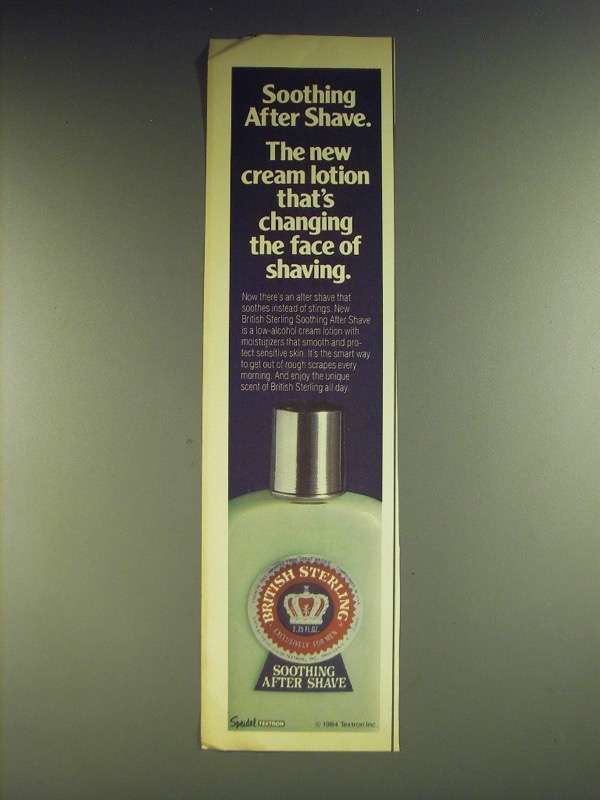 Soothing
After Shave.
The new
cream lotion
that's
changing
the face of
shaving.
Now there's an after shave that
soothes instead of stings. New
British Sterling Soothing After Shave
is a low-alcohol cream lotion with
moisturizers that smooth and pro-
tect sensitive skin. It's the smart way
to get out of rough scrapes every
morning. And enjoy the unique
scent of British Sterling all day.
BRITISH STERLING
2.75 FL. OZ.
EXCLUSIVELY FOR MEN
SOOTHING
AFTER SHAVE
Speidel TEXTRON
© 1984 Textron Inc.